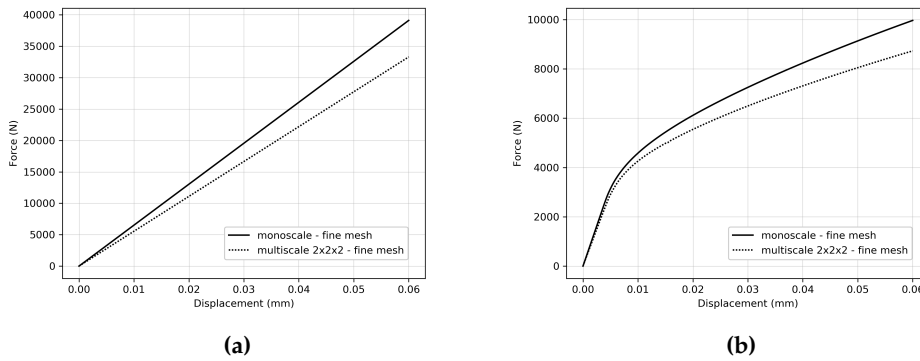 40000
35000
30000
25000
20000
15000
10000
5000
0
Force (N)
monoscale - fine mesh
multiscale 2x2x2 - fine mesh
0.00 0.01 0.02 0.03 0.04 0.05 0.06
Displacement (mm)
(a)
10000
8000
6000
4000
2000
0
Force (N)
monoscale - fine mesh
multiscale 2x2x2 - fine mesh
0.00 0.01 0.02 0.03 0.04 0.05 0.06
Displacement (mm)
(b)